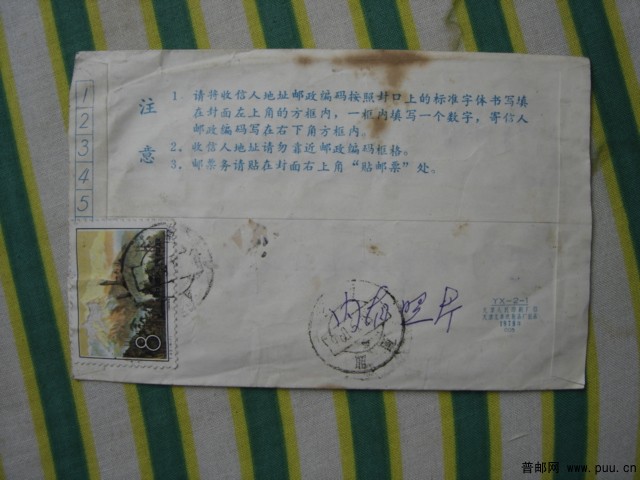 1
2
3
4
5
注意
1. 请将收信人地址邮政编码按照封口上的标准字体书写填
在封面左上角的方框内,一框内填写一个数字,寄信人
邮政编码写在右下角方框内。
2. 收信人地址请勿靠近邮政编码框格。
3. 邮票务请贴在封面右上角“贴邮票”处。
8
内有照片
YX-2-1
普邮网 www.puu.cn